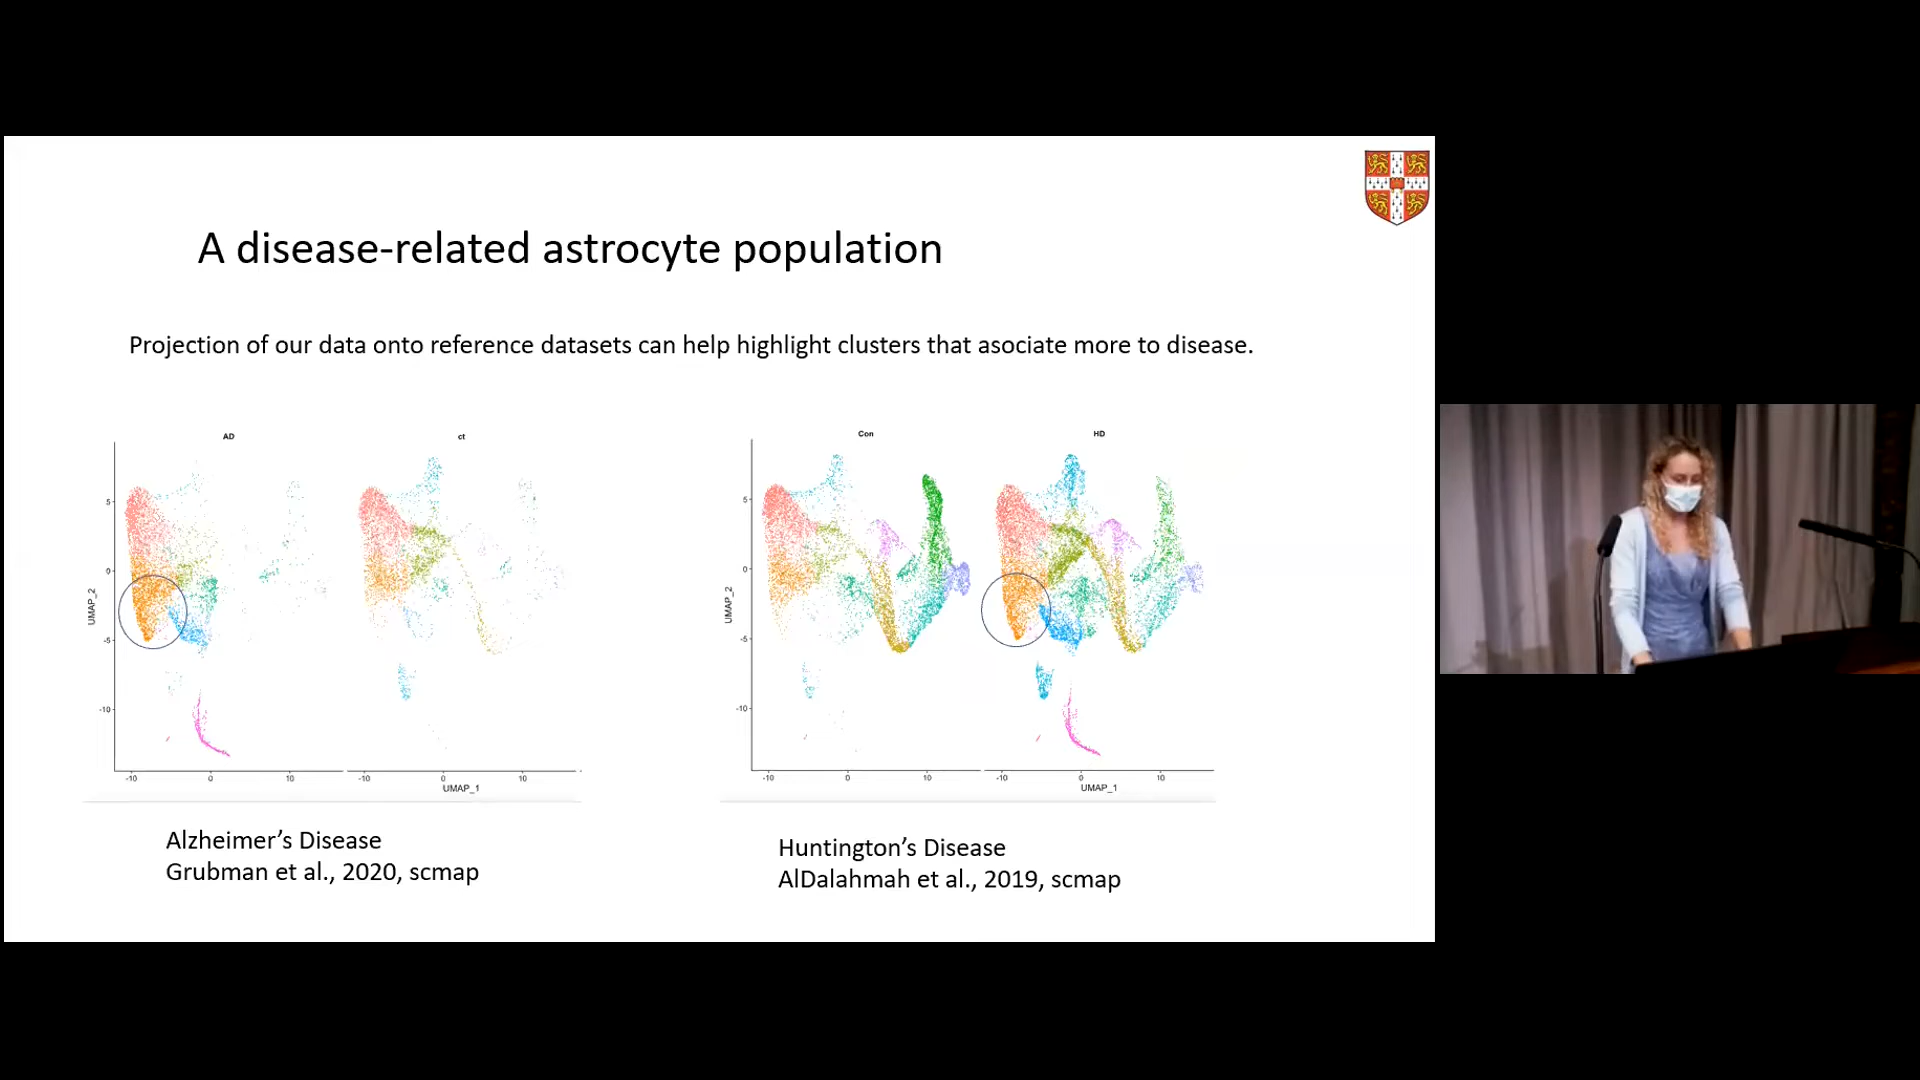 A disease-related astrocyte population
Projection of our data onto reference datasets can help highlight clusters that asociate more to disease.
AD
ct
UMAP_2
5
0
-5
-10
-10
0
10
-10
0
10
UMAP_1
Con
HD
UMAP_2
5
0
-5
-10
-10
0
10
-10
0
10
UMAP_1
Alzheimer’s Disease
Grubman et al., 2020, scmap
Huntington’s Disease
AlDalahmah et al., 2019, scmap